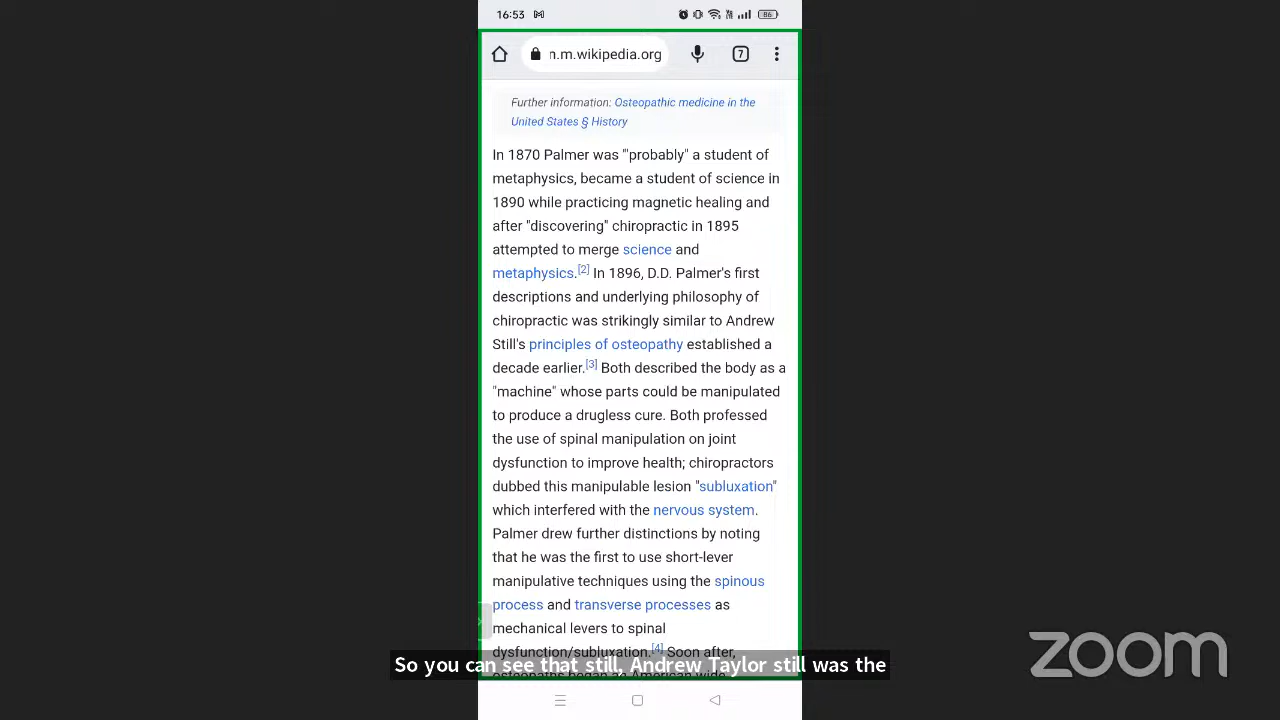 16:53
86
n.m.wikipedia.org
7
Further information: Osteopathic medicine in the
United States § History
In 1870 Palmer was "'probably" a student of
metaphysics, became a student of science in
1890 while practicing magnetic healing and
after "discovering" chiropractic in 1895
attempted to merge science and
metaphysics.[2] In 1896, D.D. Palmer's first
descriptions and underlying philosophy of
chiropractic was strikingly similar to Andrew
Still's principles of osteopathy established a
decade earlier.[3] Both described the body as a
"machine" whose parts could be manipulated
to produce a drugless cure. Both professed
the use of spinal manipulation on joint
dysfunction to improve health; chiropractors
dubbed this manipulable lesion "subluxation"
which interfered with the nervous system.
Palmer drew further distinctions by noting
that he was the first to use short-lever
manipulative techniques using the spinous
process and transverse processes as
mechanical levers to spinal
dysfunction/subluxation.[4] Soon after,
osteopaths began an American wide
So you can see that still, Andrew Taylor still was the
zoom